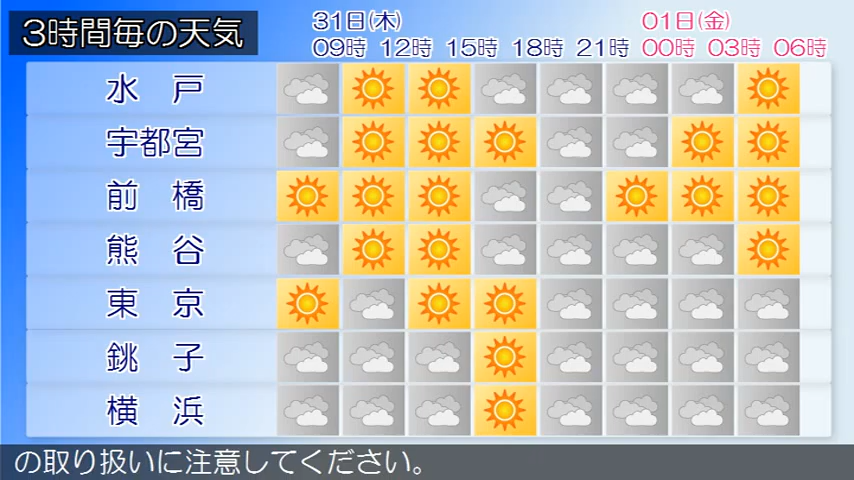 3時間毎の天気
31日(木) 01日(金)
09時 12時 15時 18時 21時 00時 03時 06時
水戸
宇都宮
前橋
熊谷
東京
銚子
横浜
の取り扱いに注意してください。